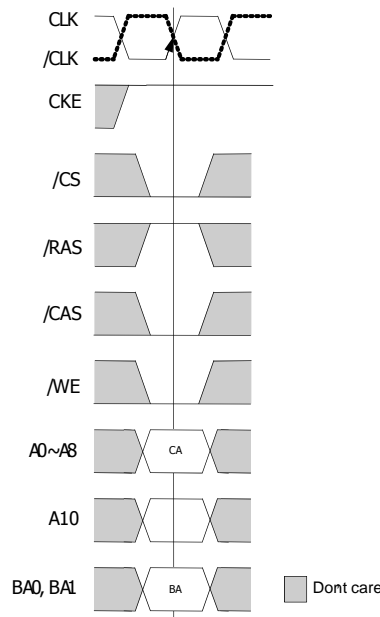 CLK
/CLK
CKE
/CS
/RAS
/CAS
/WE
A0~A8
CA
A10
BA0, BA1
BA
Dont care